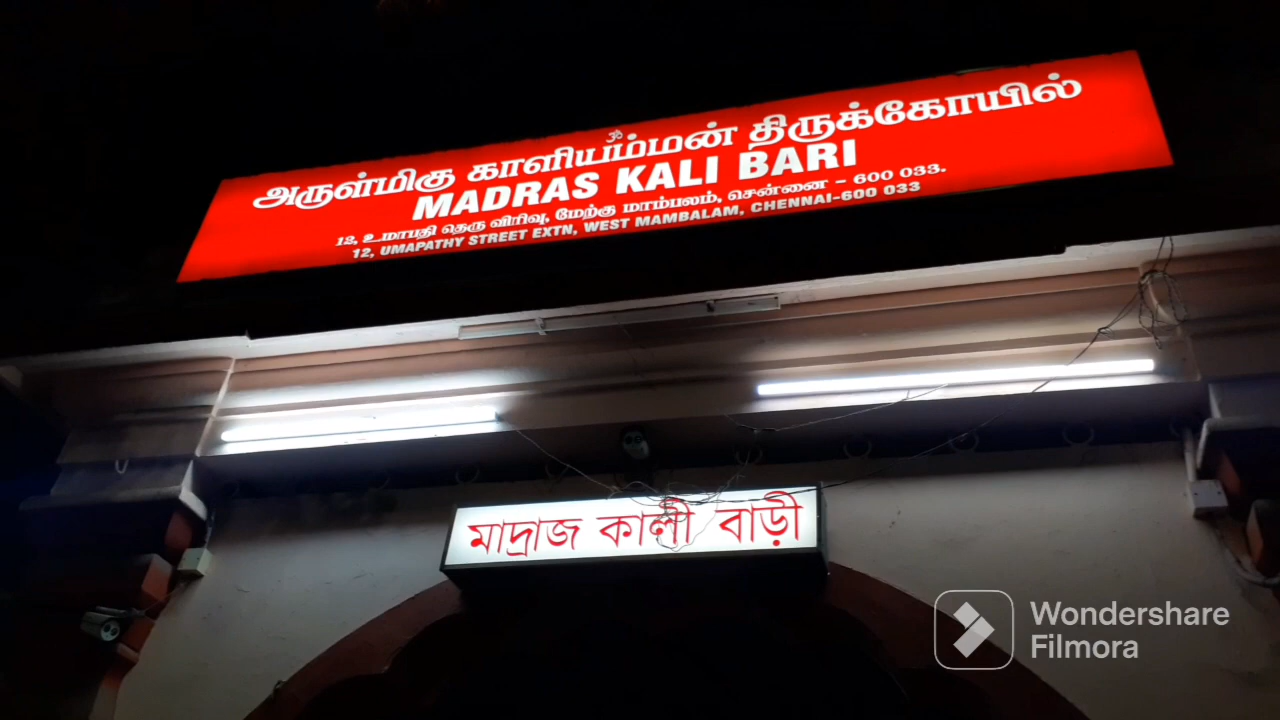 ॐ
அருள்மிகு காளியம்மன் திருக்கோயில்
MADRAS KALI BARI
12, உமாபதி தெரு விரிவு, மேற்கு மாம்பலம், சென்னை - 600 033.
12, UMAPATHY STREET EXTN, WEST MAMBALAM, CHENNAI-600 033
মাদ্রাজ কালী বাড়ী
Wondershare
Filmora